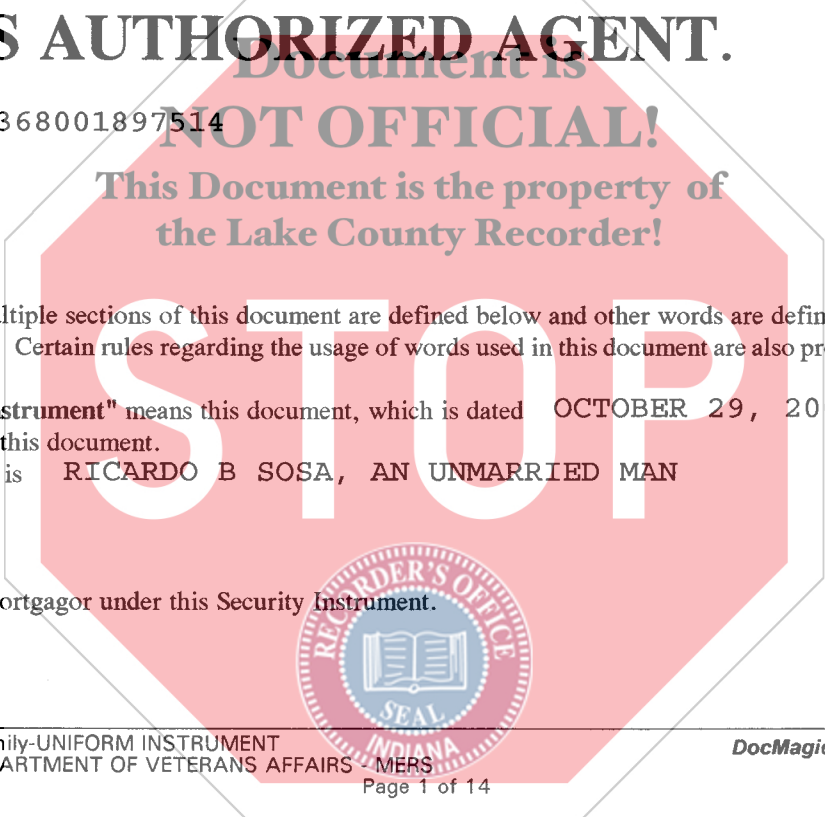 S AUTHORIZED AGENT.
Document is
368001897514
NOT OFFICIAL!
This Document is the property of
the Lake County Recorder!
STOP
ltiple sections of this document are defined below and other words are defin
Certain rules regarding the usage of words used in this document are also pr
strument" means this document, which is dated OCTOBER 29, 20
this document.
is RICARDO B SOSA, AN UNMARRIED MAN
ortgagor under this Security Instrument.
RECORDER'S OFFICE
SEAL
INDIANA
ily-UNIFORM INSTRUMENT
DocMagic
ARTMENT OF VETERANS AFFAIRS - MERS
Page 1 of 14